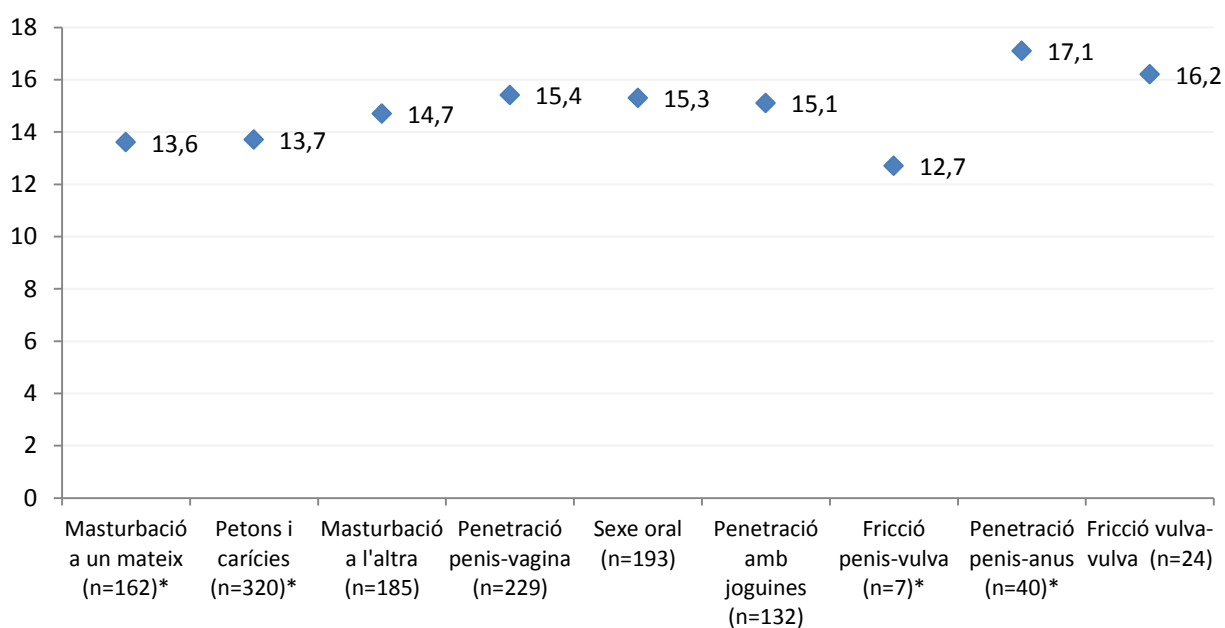 18
16
14
12
10
8
6
4
2
0
13,6
13,7
14,7
15,4
15,3
15,1
12,7
17,1
16,2
Masturbació
a un mateix
(n=162)*
Petons i
carícies
(n=320)*
Masturbació
a l'altra
(n=185)
Penetració
penis-vagina
(n=229)
Sexe oral
(n=193)
Penetració
amb
joguines
(n=132)
Fricció
penis-vulva
(n=7)*
Penetració
penis-anus
(n=40)*
Fricció vulva-
vulva (n=24)